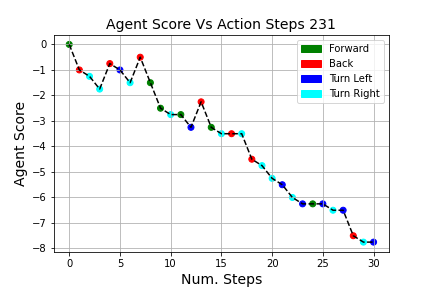 Agent Score Vs Action Steps 231
Forward
Back
Turn Left
Turn Right
Agent Score
0
−1
−2
−3
−4
−5
−6
−7
−8
0 5 10 15 20 25 30
Num. Steps